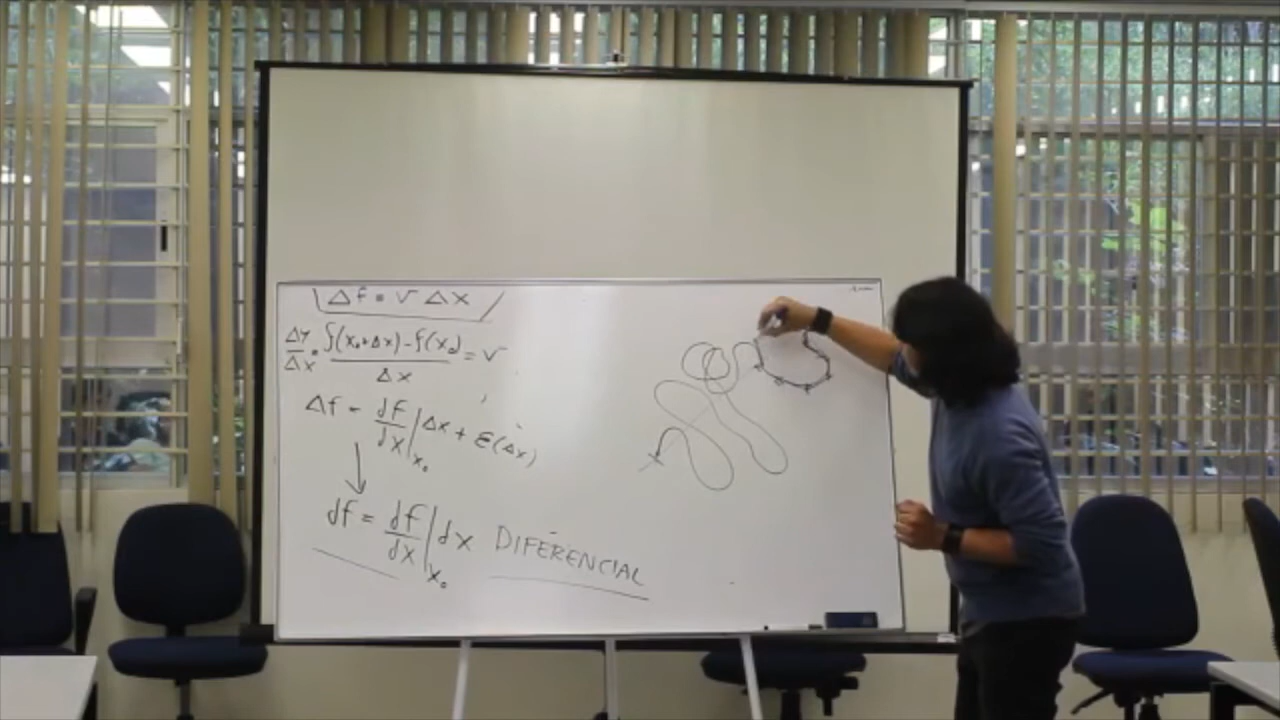 Δf = v Δx
Δy/Δx = f(x₀+Δx) - f(x₀)/Δx = v
Δf = df/dx|x₀ Δx + ε(Δx)
df = df/dx|x₀ dx DIFERENCIAL